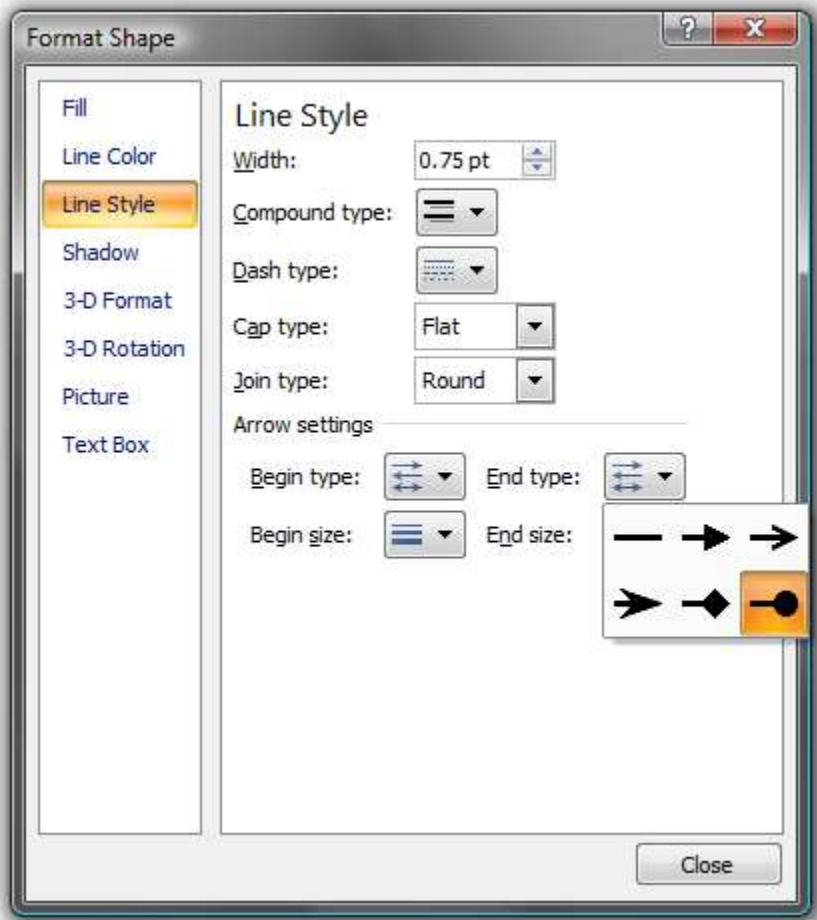 Format Shape
?
Fill
Line Color
Line Style
Shadow
3-D Format
3-D Rotation
Picture
Text Box
Line Style
Width: 0.75 pt
Compound type:
Dash type:
Cap type: Flat
Join type: Round
Arrow settings
Begin type: End type:
Begin size: End size:
Close